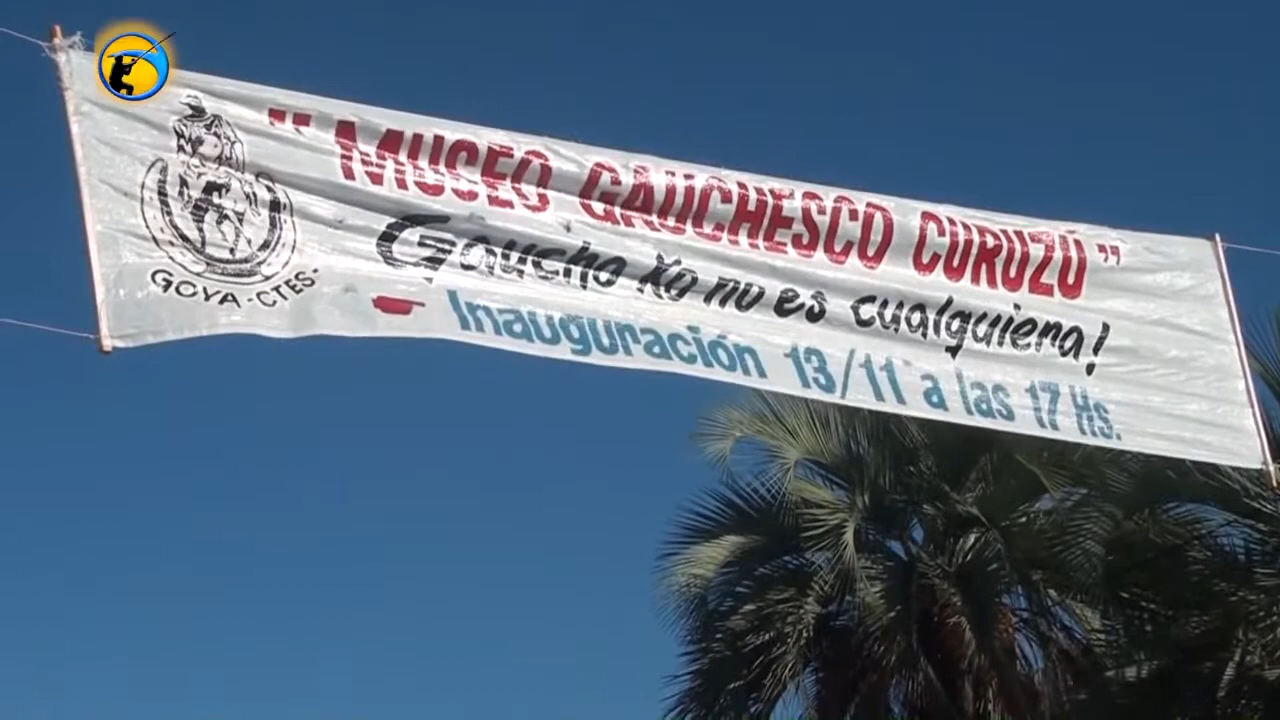 " MUSEO GAUCHESCO CURUZÚ "
Gaucho Xo no es cualquiera!
- Inauguración 13/11 a las 17 Hs.
GOYA-CTES-